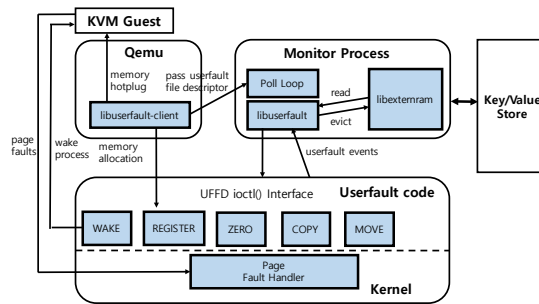 KVM Guest
Qemu
Monitor Process
memory
hotplug
pass userfault
file descriptor
Poll Loop
read
libexternram
libuserfault-client
libuserfault
evict
Key/Value
Store
page
faults
wake
process
memory
allocation
userfault events
UFFD ioctl() Interface
Userfault code
WAKE
REGISTER
ZERO
COPY
MOVE
Page
Fault Handler
Kernel